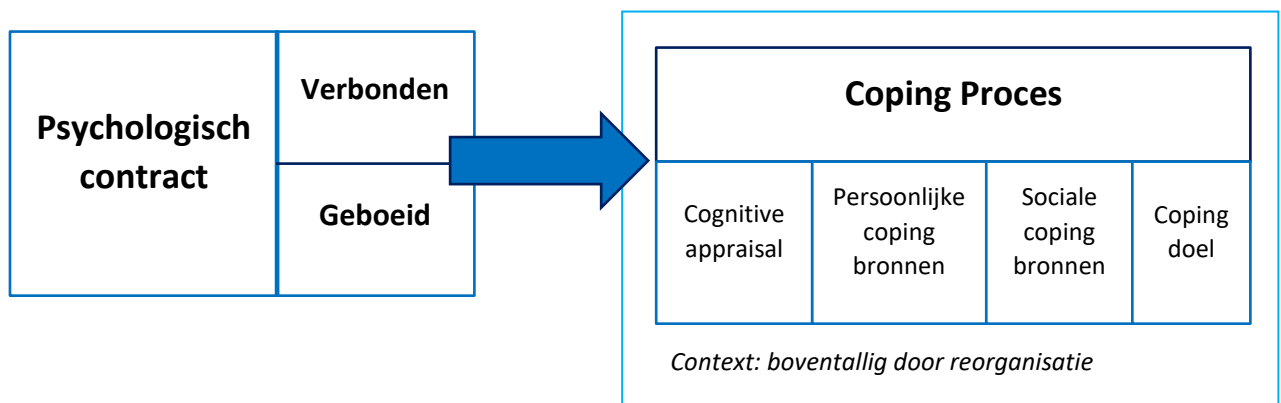 Psychologisch
contract
Verbonden
Geboeid
Coping Proces
Cognitive
appraisal
Persoonlijke
coping
bronnen
Sociale
coping
bronnen
Coping
doel
Context: boventallig door reorganisatie